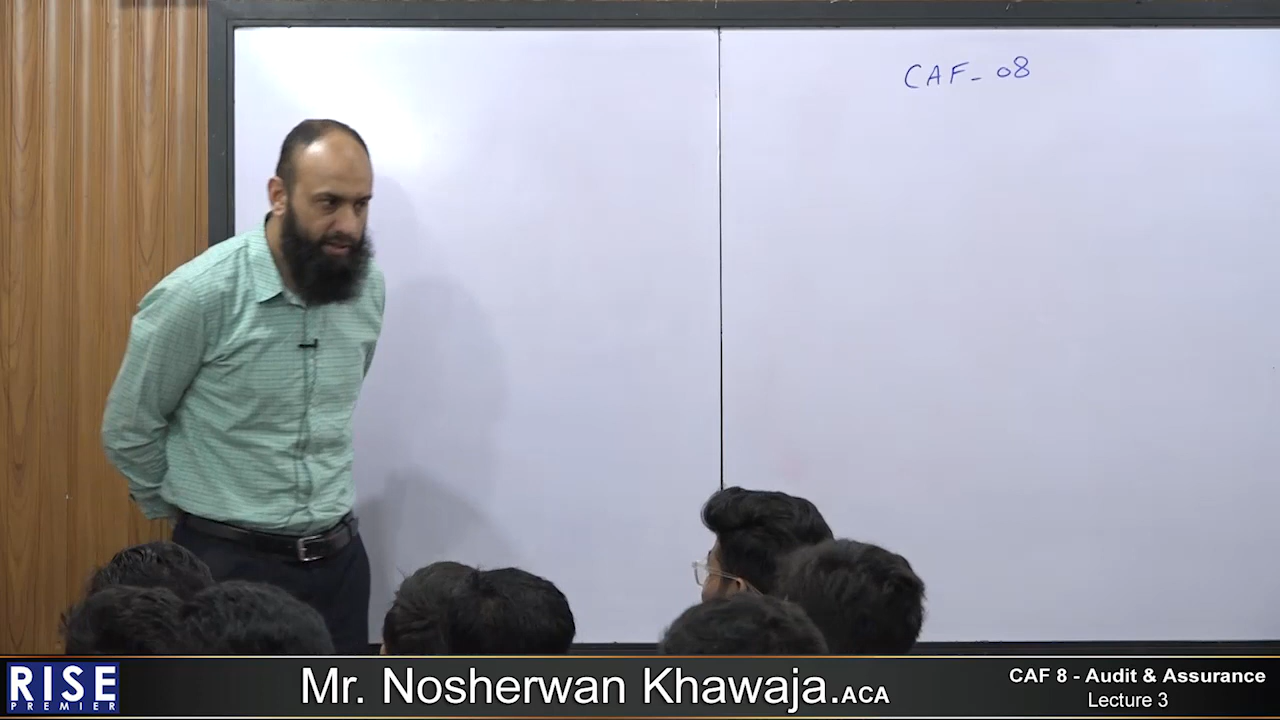 CAF - 08
RISE
PREMIER
Mr. Nosherwan Khawaja.ACA
CAF 8 - Audit & Assurance
Lecture 3